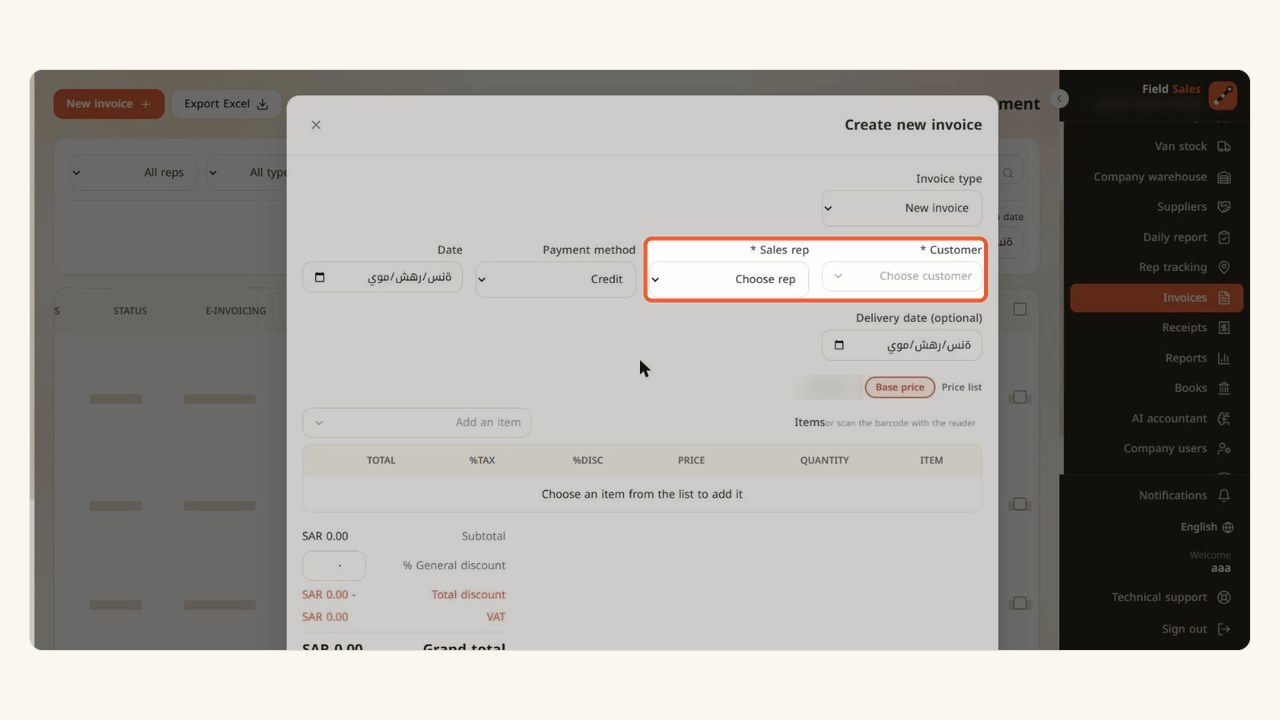 Field Sales
New invoice +
Export Excel
ment
Create new invoice
All reps
All type
date
Invoice type
New invoice
* Customer
* Sales rep
Payment method
Date
Choose customer
Choose rep
Credit
ةنس/رهش/موي
Delivery date (optional)
ةنس/رهش/موي
Price list
Base price
Items or scan the barcode with the reader
Add an item
ITEM
QUANTITY
PRICE
%DISC
%TAX
TOTAL
Choose an item from the list to add it
Subtotal
SAR 0.00
% General discount
٠
Total discount
SAR 0.00 -
VAT
SAR 0.00
Grand total
SAR 0.00
S
STATUS
E-INVOICING
Van stock
Company warehouse
Suppliers
Daily report
Rep tracking
Invoices
Receipts
Reports
Books
AI accountant
Company users
Notifications
English
Welcome
aaa
Technical support
Sign out